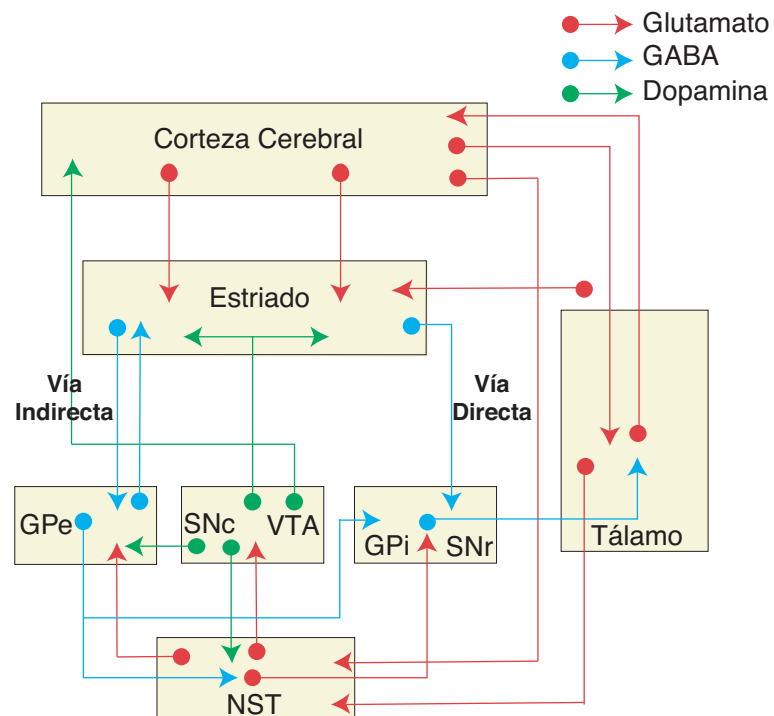 Glutamato
GABA
Dopamina
Corteza Cerebral
Estriado
Vía
Indirecta
Vía
Directa
GPe
SNc
VTA
GPi
SNr
Tálamo
NST